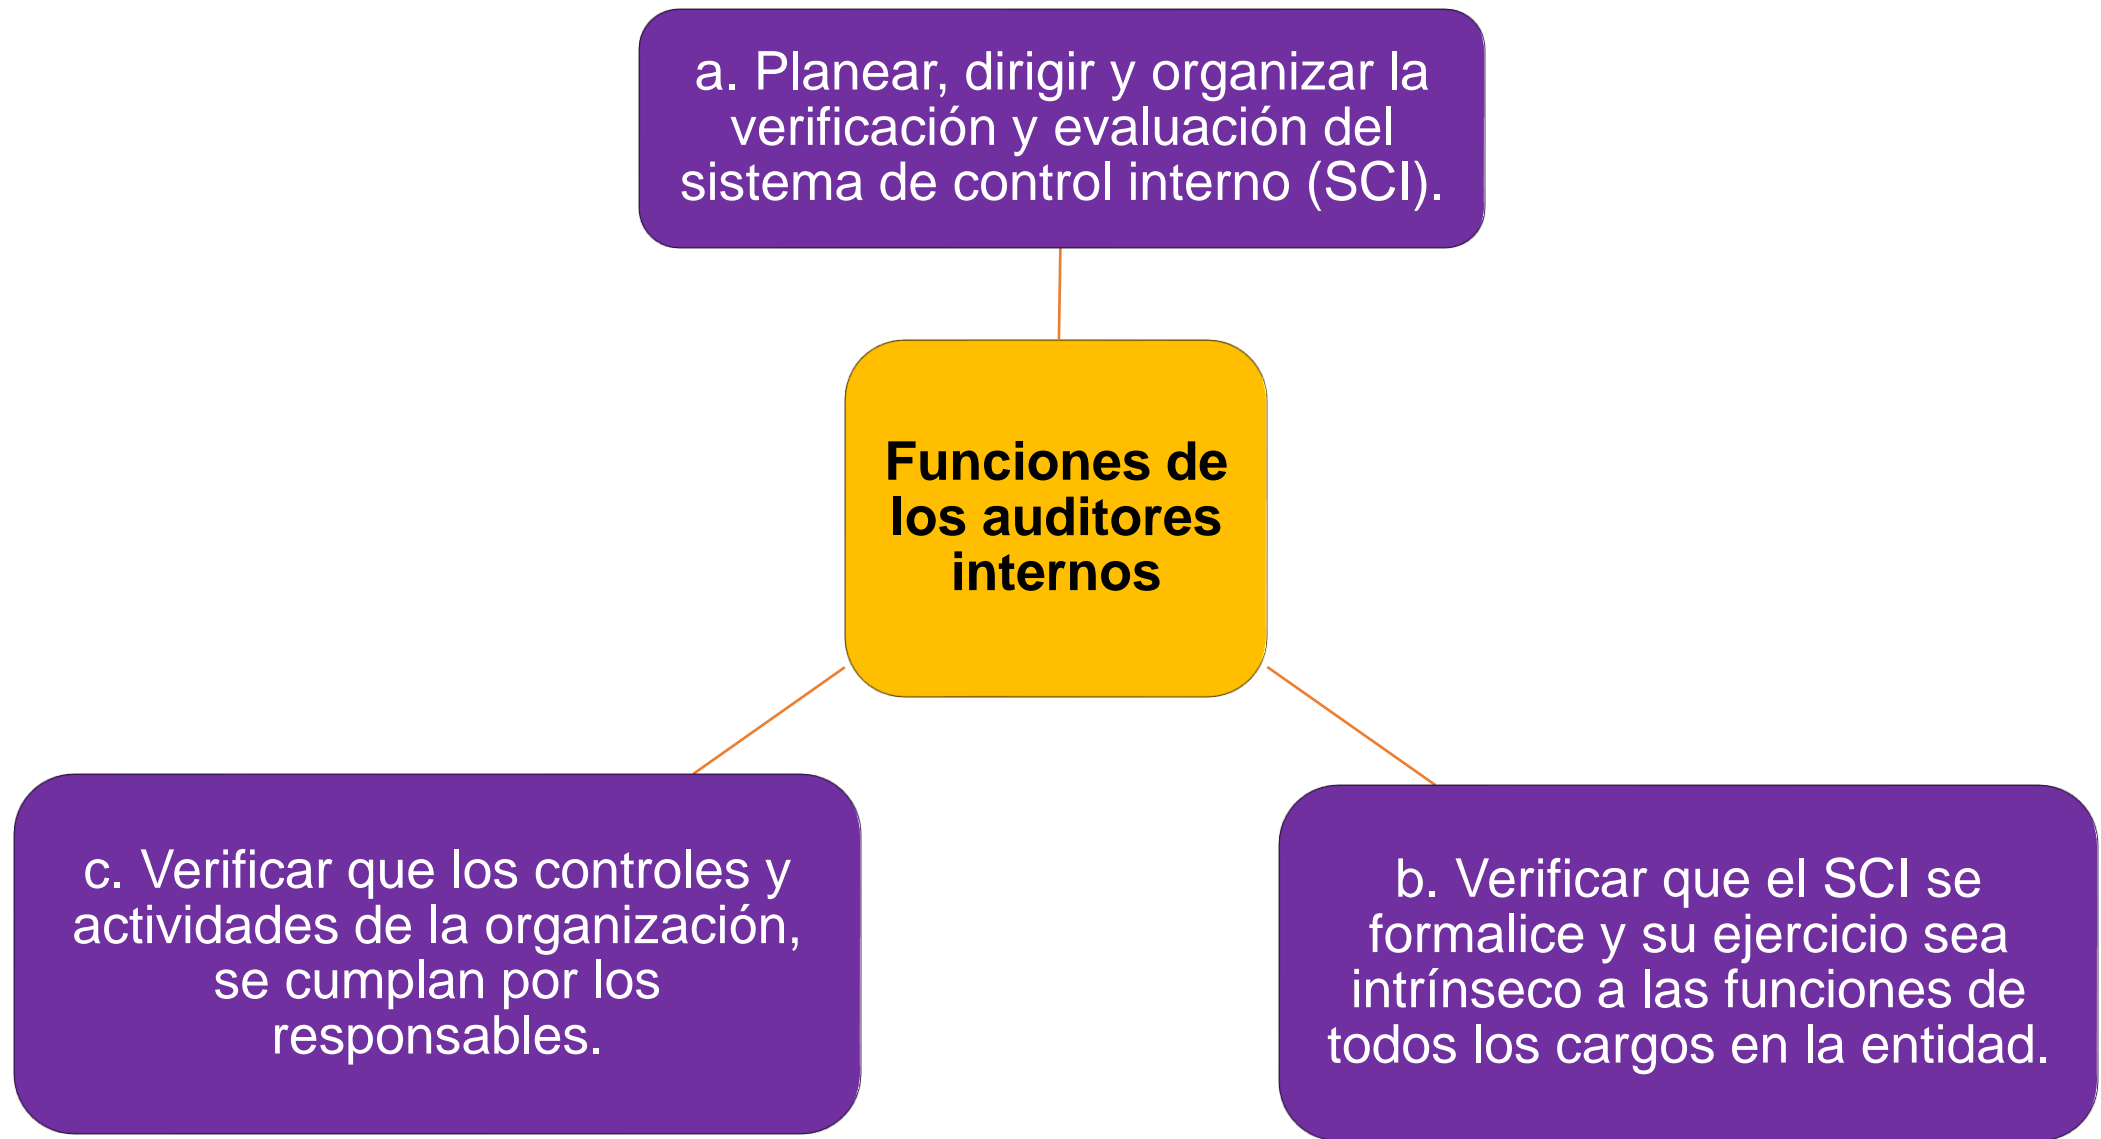 a. Planear, dirigir y organizar la
verificación y evaluación del
sistema de control interno (SCI).
Funciones de
los auditores
internos
b. Verificar que el SCI se
formalice y su ejercicio sea
intrínseco a las funciones de
todos los cargos en la entidad.
c. Verificar que los controles y
actividades de la organización,
se cumplan por los
responsables.